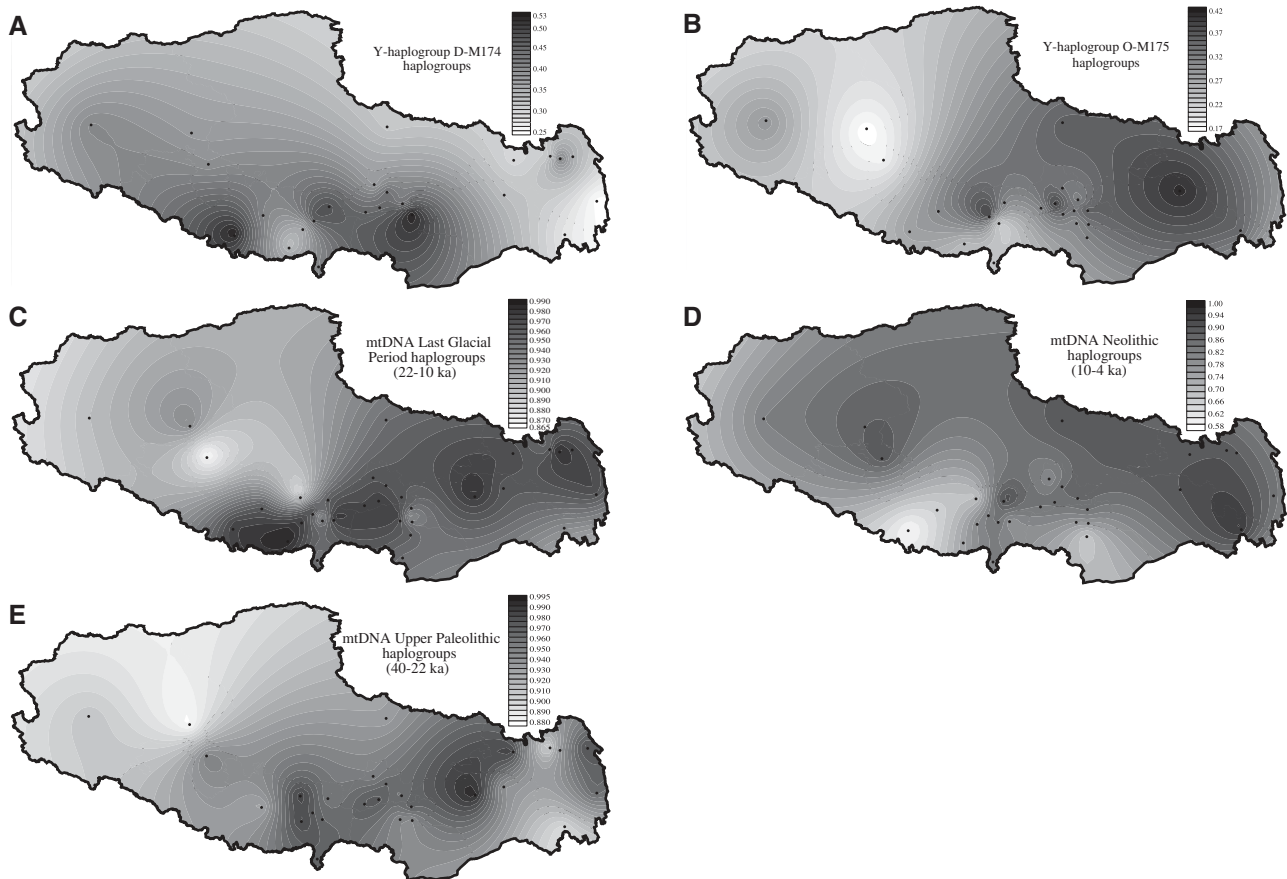 A
Y-haplogroup D-M174
haplogroups
0.53
0.50
0.45
0.40
0.35
0.30
0.25
B
Y-haplogroup O-M175
haplogroups
0.42
0.37
0.32
0.27
0.22
0.17
C
mtDNA Last Glacial
Period haplogroups
(22-10 ka)
0.990
0.980
0.970
0.960
0.950
0.940
0.930
0.920
0.910
0.900
0.890
0.880
0.870
0.865
D
mtDNA Neolithic
haplogroups
(10-4 ka)
1.00
0.94
0.90
0.86
0.82
0.78
0.74
0.70
0.66
0.62
0.58
E
mtDNA Upper Paleolithic
haplogroups
(40-22 ka)
0.995
0.990
0.980
0.970
0.960
0.950
0.940
0.930
0.920
0.910
0.900
0.890
0.880